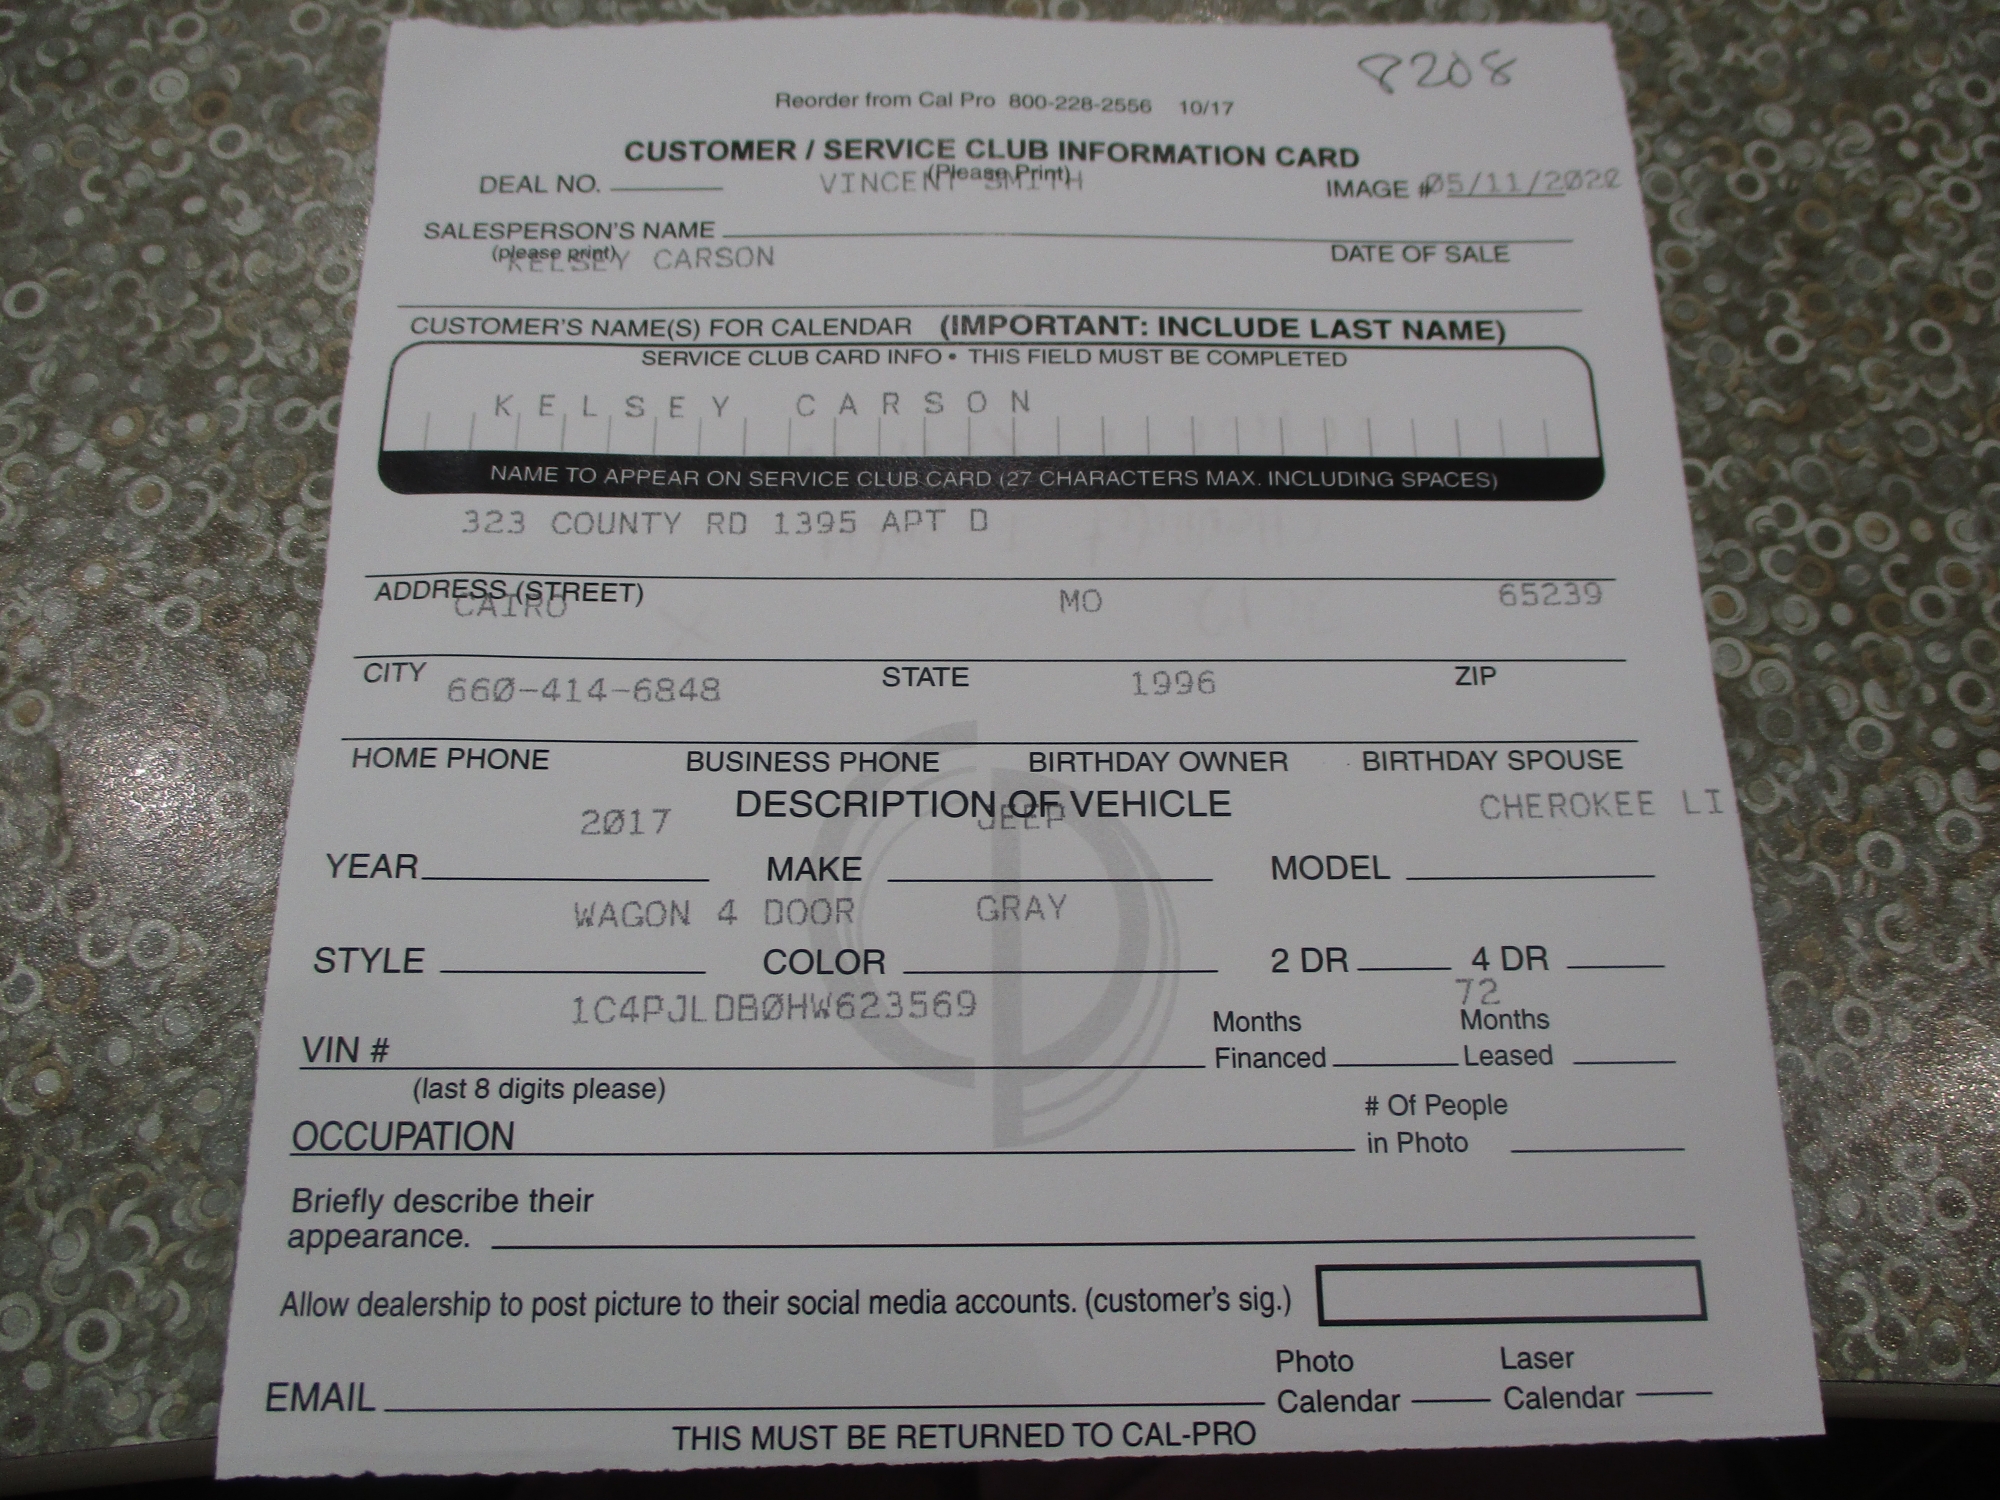 8208
Reorder from Cal Pro 800-228-2556 10/17
CUSTOMER / SERVICE CLUB INFORMATION CARD
(Please Print)
DEAL NO. VINCENT SMITH IMAGE # 05/11/2022
SALESPERSON'S NAME
(please print) DATE OF SALE
KELSEY CARSON
CUSTOMER'S NAME(S) FOR CALENDAR (IMPORTANT: INCLUDE LAST NAME)
SERVICE CLUB CARD INFO • THIS FIELD MUST BE COMPLETED
KELSEY CARSON
NAME TO APPEAR ON SERVICE CLUB CARD (27 CHARACTERS MAX. INCLUDING SPACES)
323 COUNTY RD 1395 APT D
ADDRESS (STREET)
CAIRO MO 65239
CITY STATE ZIP
660-414-6848 1996
HOME PHONE BUSINESS PHONE BIRTHDAY OWNER BIRTHDAY SPOUSE
DESCRIPTION OF VEHICLE
2017 JEEP CHEROKEE LI
YEAR MAKE MODEL
WAGON 4 DOOR GRAY
STYLE COLOR 2 DR 4 DR
1C4PJLDB0HW623569 72
VIN # Months Financed Months Leased
(last 8 digits please)
OCCUPATION # Of People in Photo
Briefly describe their
appearance.
Allow dealership to post picture to their social media accounts. (customer's sig.)
EMAIL Photo Calendar Laser Calendar
THIS MUST BE RETURNED TO CAL-PRO